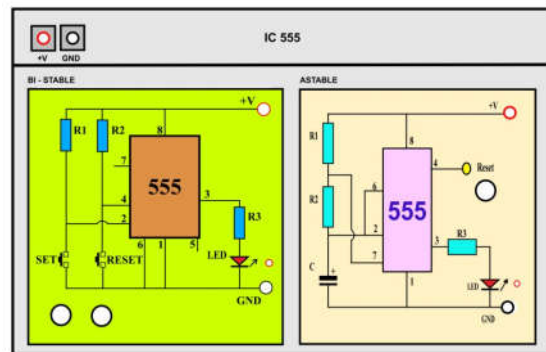 IC 555
+V GND
BI - STABLE
+V
R1 R2
8
7
555
4
3
2
R3
6 1 5
SET RESET
LED
GND
ASTABLE
+V
R1
8
4
Reset
6
R2
555
2
3
R3
7
C
+
1
LED
GND